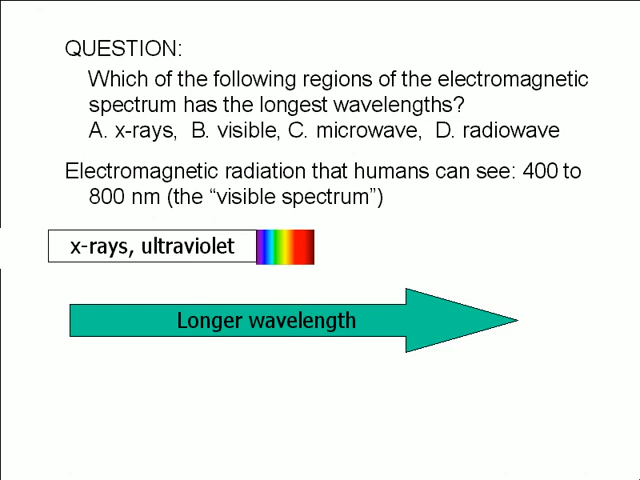 QUESTION:
Which of the following regions of the electromagnetic
spectrum has the longest wavelengths?
A. x-rays, B. visible, C. microwave, D. radiowave
Electromagnetic radiation that humans can see: 400 to
800 nm (the “visible spectrum”)
x-rays, ultraviolet
Longer wavelength